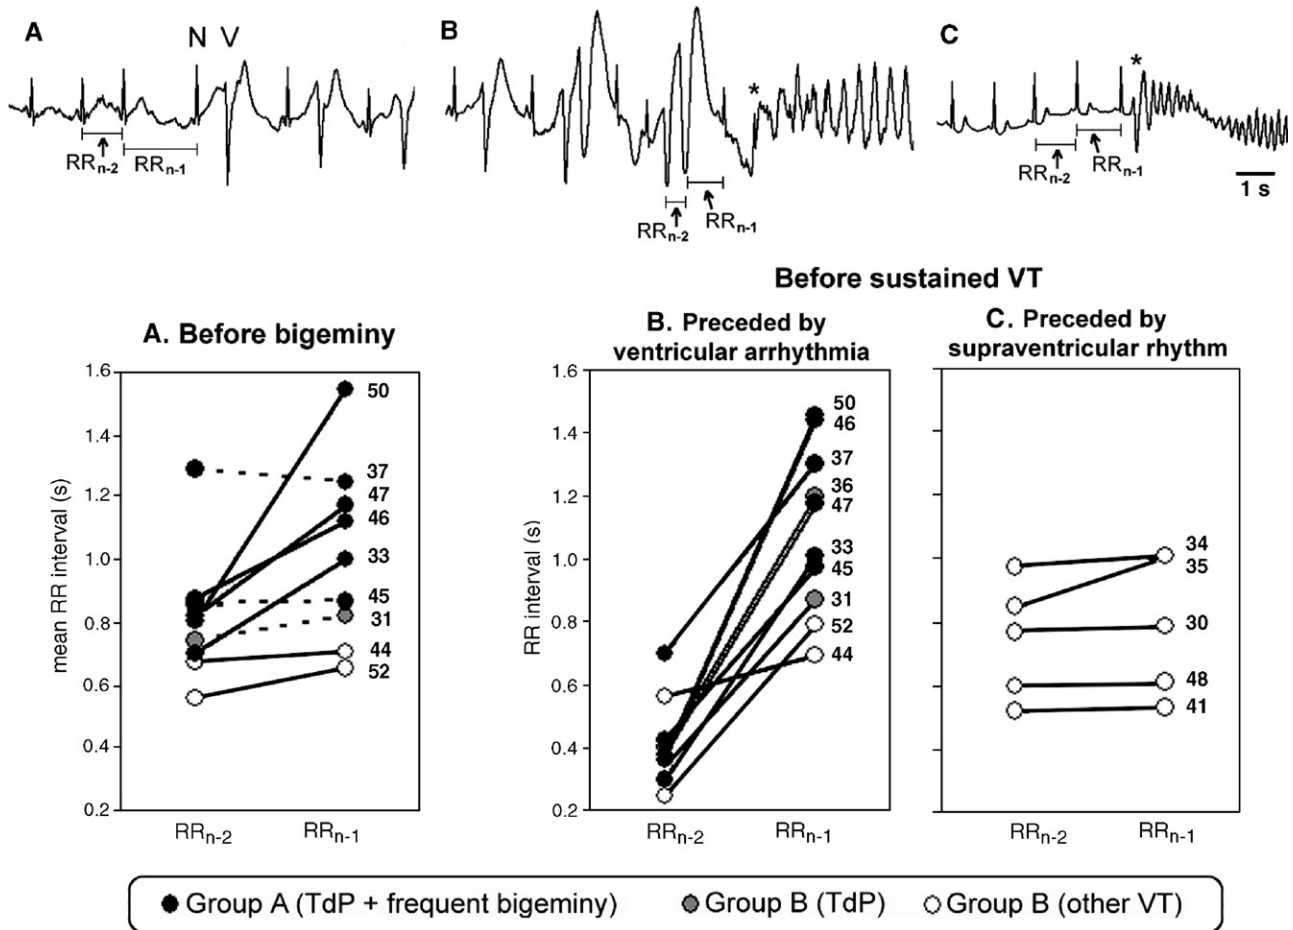 A
N V
RRn-2
RRn-1
B
*
RRn-2
RRn-1
C
*
RRn-2
RRn-1
1 s
Before sustained VT
A. Before bigeminy
mean RR interval (s)
1.6
1.4
1.2
1.0
0.8
0.6
0.4
0.2
50
37
47
46
33
45
31
44
52
RRn-2
RRn-1
B. Preceded by
ventricular arrhythmia
RR interval (s)
1.6
1.4
1.2
1.0
0.8
0.6
0.4
0.2
50
46
37
36
47
33
45
31
52
44
RRn-2
RRn-1
C. Preceded by
supraventricular rhythm
34
35
30
48
41
RRn-2
RRn-1
Group A (TdP + frequent bigeminy)
Group B (TdP)
Group B (other VT)